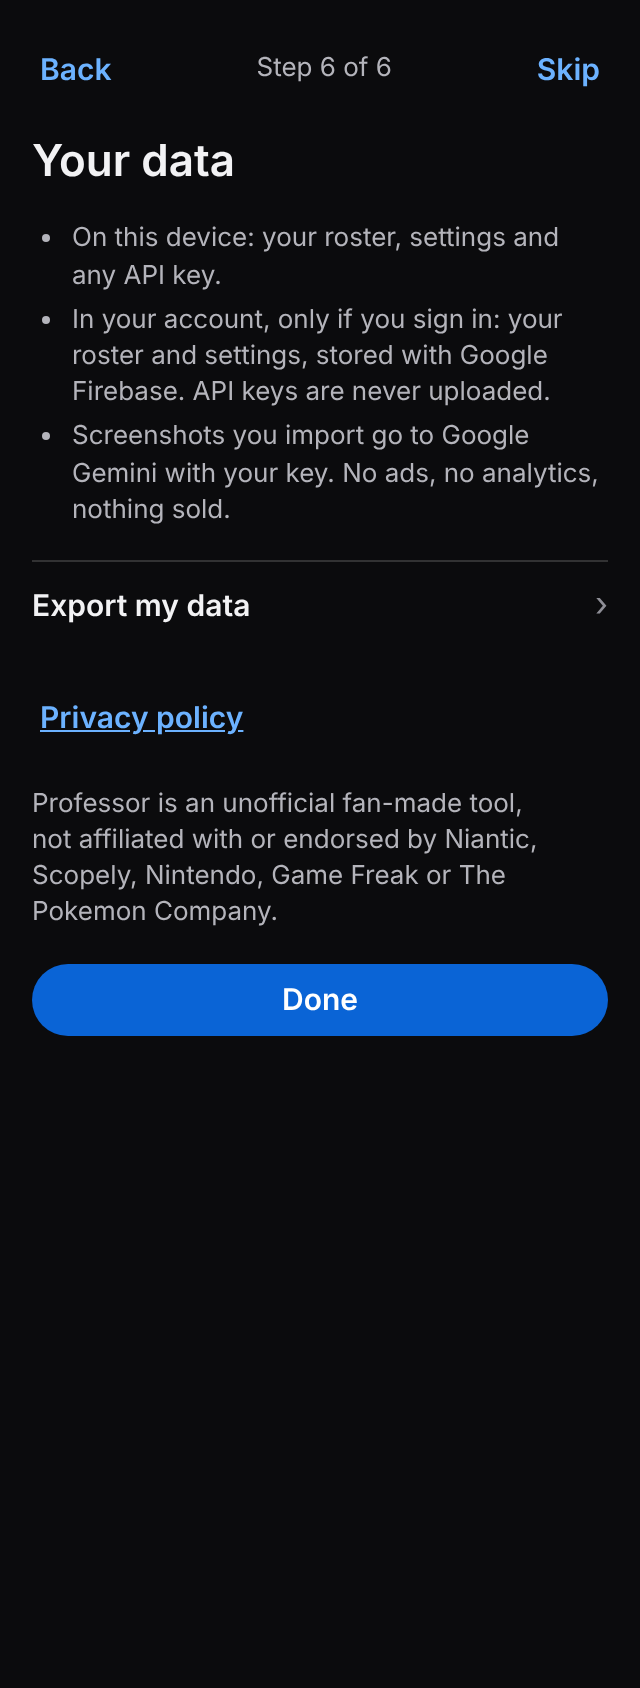 Back
Step 6 of 6
Skip
Your data
• On this device: your roster, settings and
any API key.
• In your account, only if you sign in: your
roster and settings, stored with Google
Firebase. API keys are never uploaded.
• Screenshots you import go to Google
Gemini with your key. No ads, no analytics,
nothing sold.
Export my data ›
Privacy policy
Professor is an unofficial fan-made tool,
not affiliated with or endorsed by Niantic,
Scopely, Nintendo, Game Freak or The
Pokemon Company.
Done